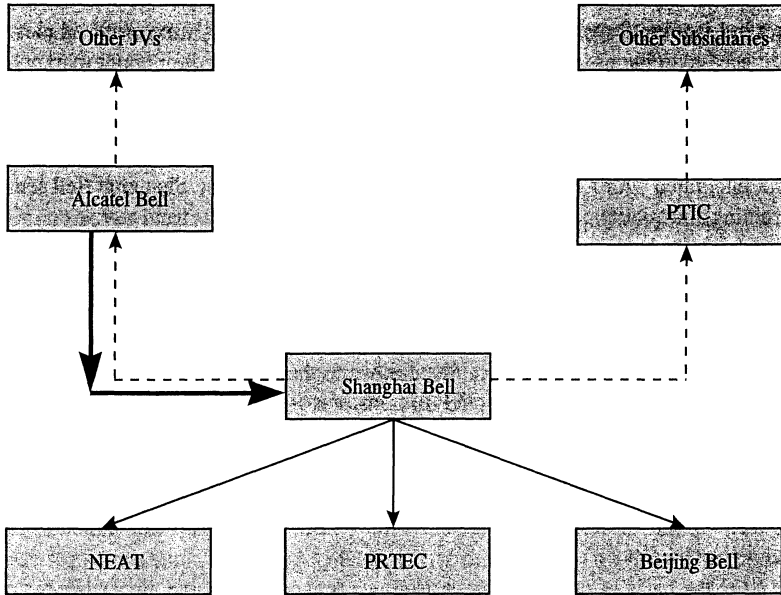 Other JVs
Other Subsidiaries
Alcatel Bell
PTIC
Shanghai Bell
NEAT
PRTEC
Beijing Bell